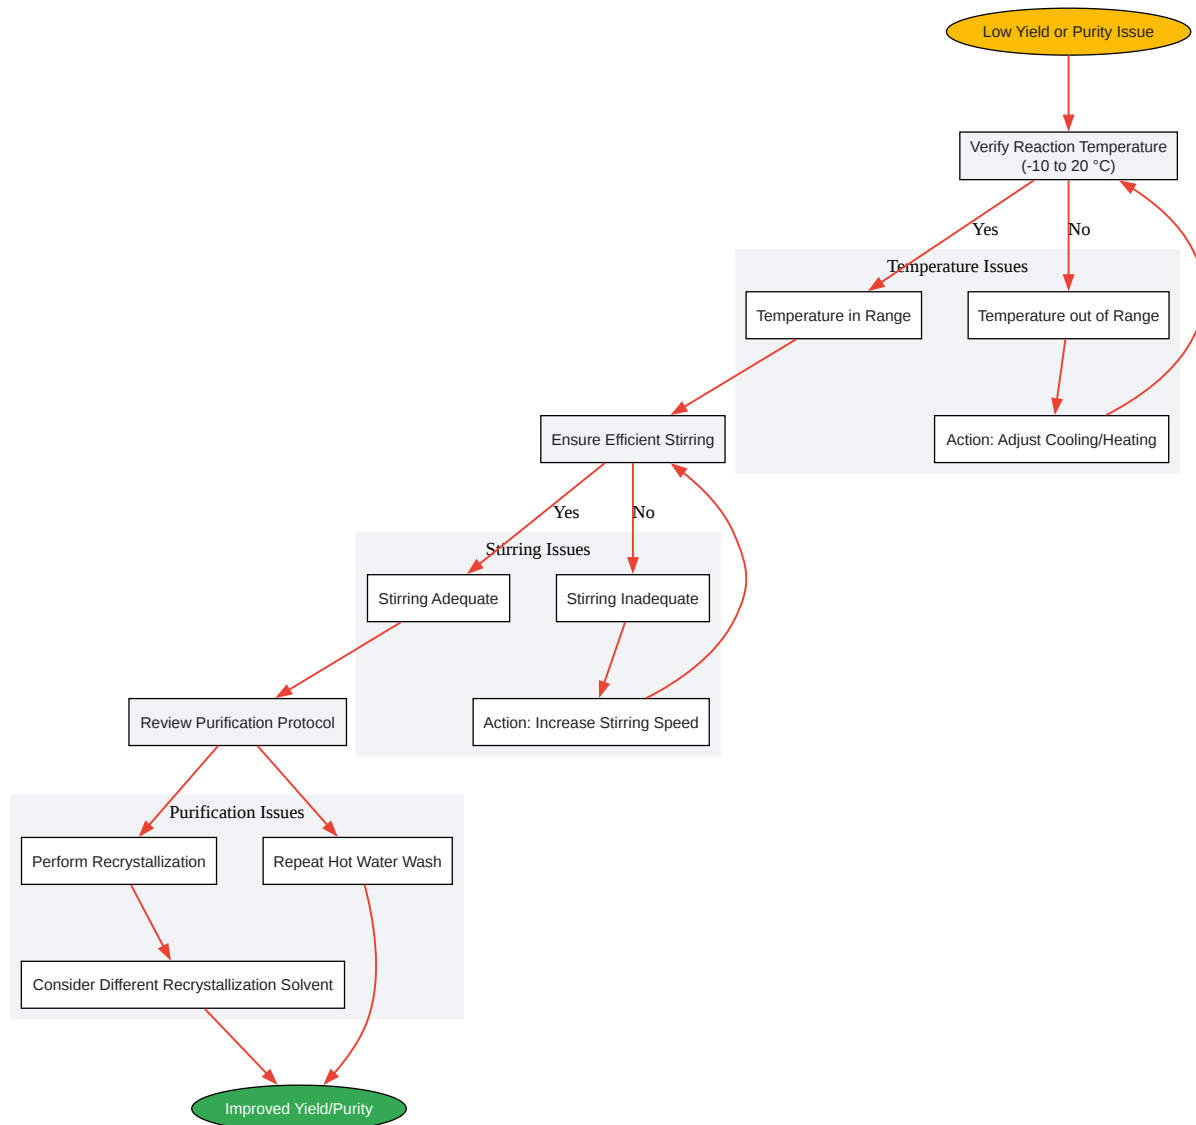 Low Yield or Purity Issue
Verify Reaction Temperature
(-10 to 20 °C)
Yes
No
Temperature Issues
Temperature in Range
Temperature out of Range
Ensure Efficient Stirring
Action: Adjust Cooling/Heating
Yes
No
Stirring Issues
Stirring Adequate
Stirring Inadequate
Review Purification Protocol
Action: Increase Stirring Speed
Purification Issues
Perform Recrystallization
Repeat Hot Water Wash
Consider Different Recrystallization Solvent
Improved Yield/Purity